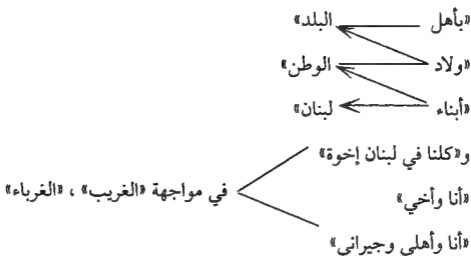 «بأهل البلد»
«ولاد الوطن»
«أبناء لبنان»
و«كلنا في لبنان إخوة»
«أنا وأخي» في مواجهة «الغريب» ، «الغرباء»
«أنا وأهلي وجيراني»